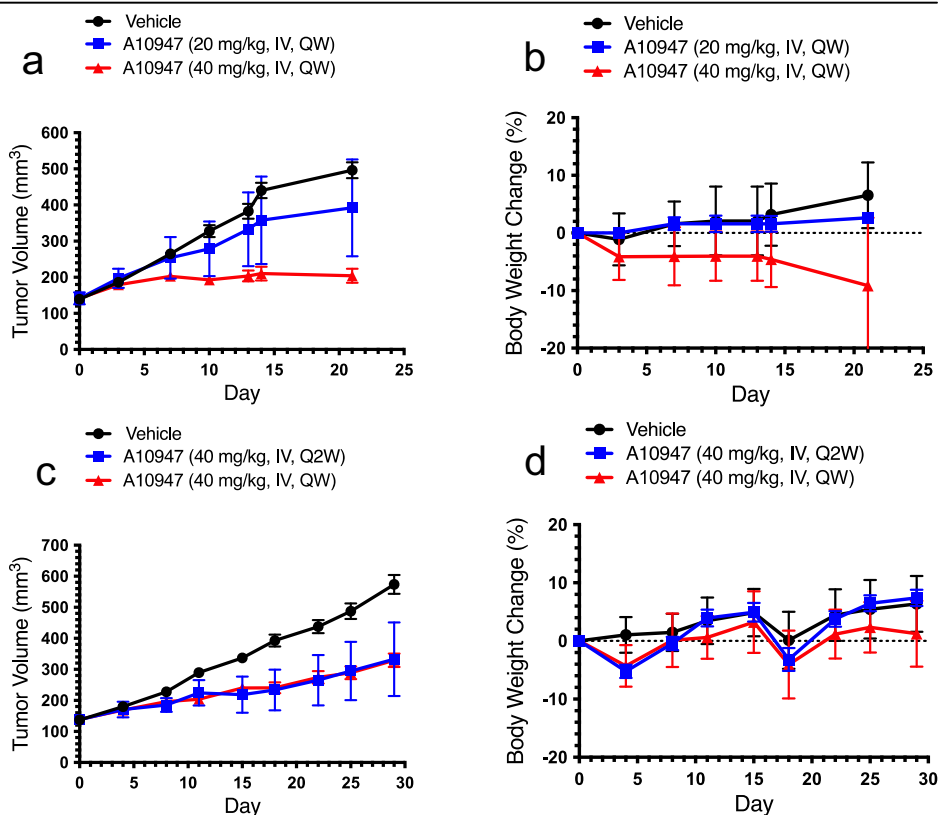 a
Vehicle
A10947 (20 mg/kg, IV, QW)
A10947 (40 mg/kg, IV, QW)
Tumor Volume (mm³)
600
500
400
300
200
100
0
0 5 10 15 20 25
Day
b
Vehicle
A10947 (20 mg/kg, IV, QW)
A10947 (40 mg/kg, IV, QW)
Body Weight Change (%)
20
10
0
-10
-20
0 5 10 15 20 25
Day
c
Vehicle
A10947 (40 mg/kg, IV, Q2W)
A10947 (40 mg/kg, IV, QW)
Tumor Volume (mm³)
700
600
500
400
300
200
100
0
0 5 10 15 20 25 30
Day
d
Vehicle
A10947 (40 mg/kg, IV, Q2W)
A10947 (40 mg/kg, IV, QW)
Body Weight Change (%)
20
10
0
-10
-20
0 5 10 15 20 25 30
Day